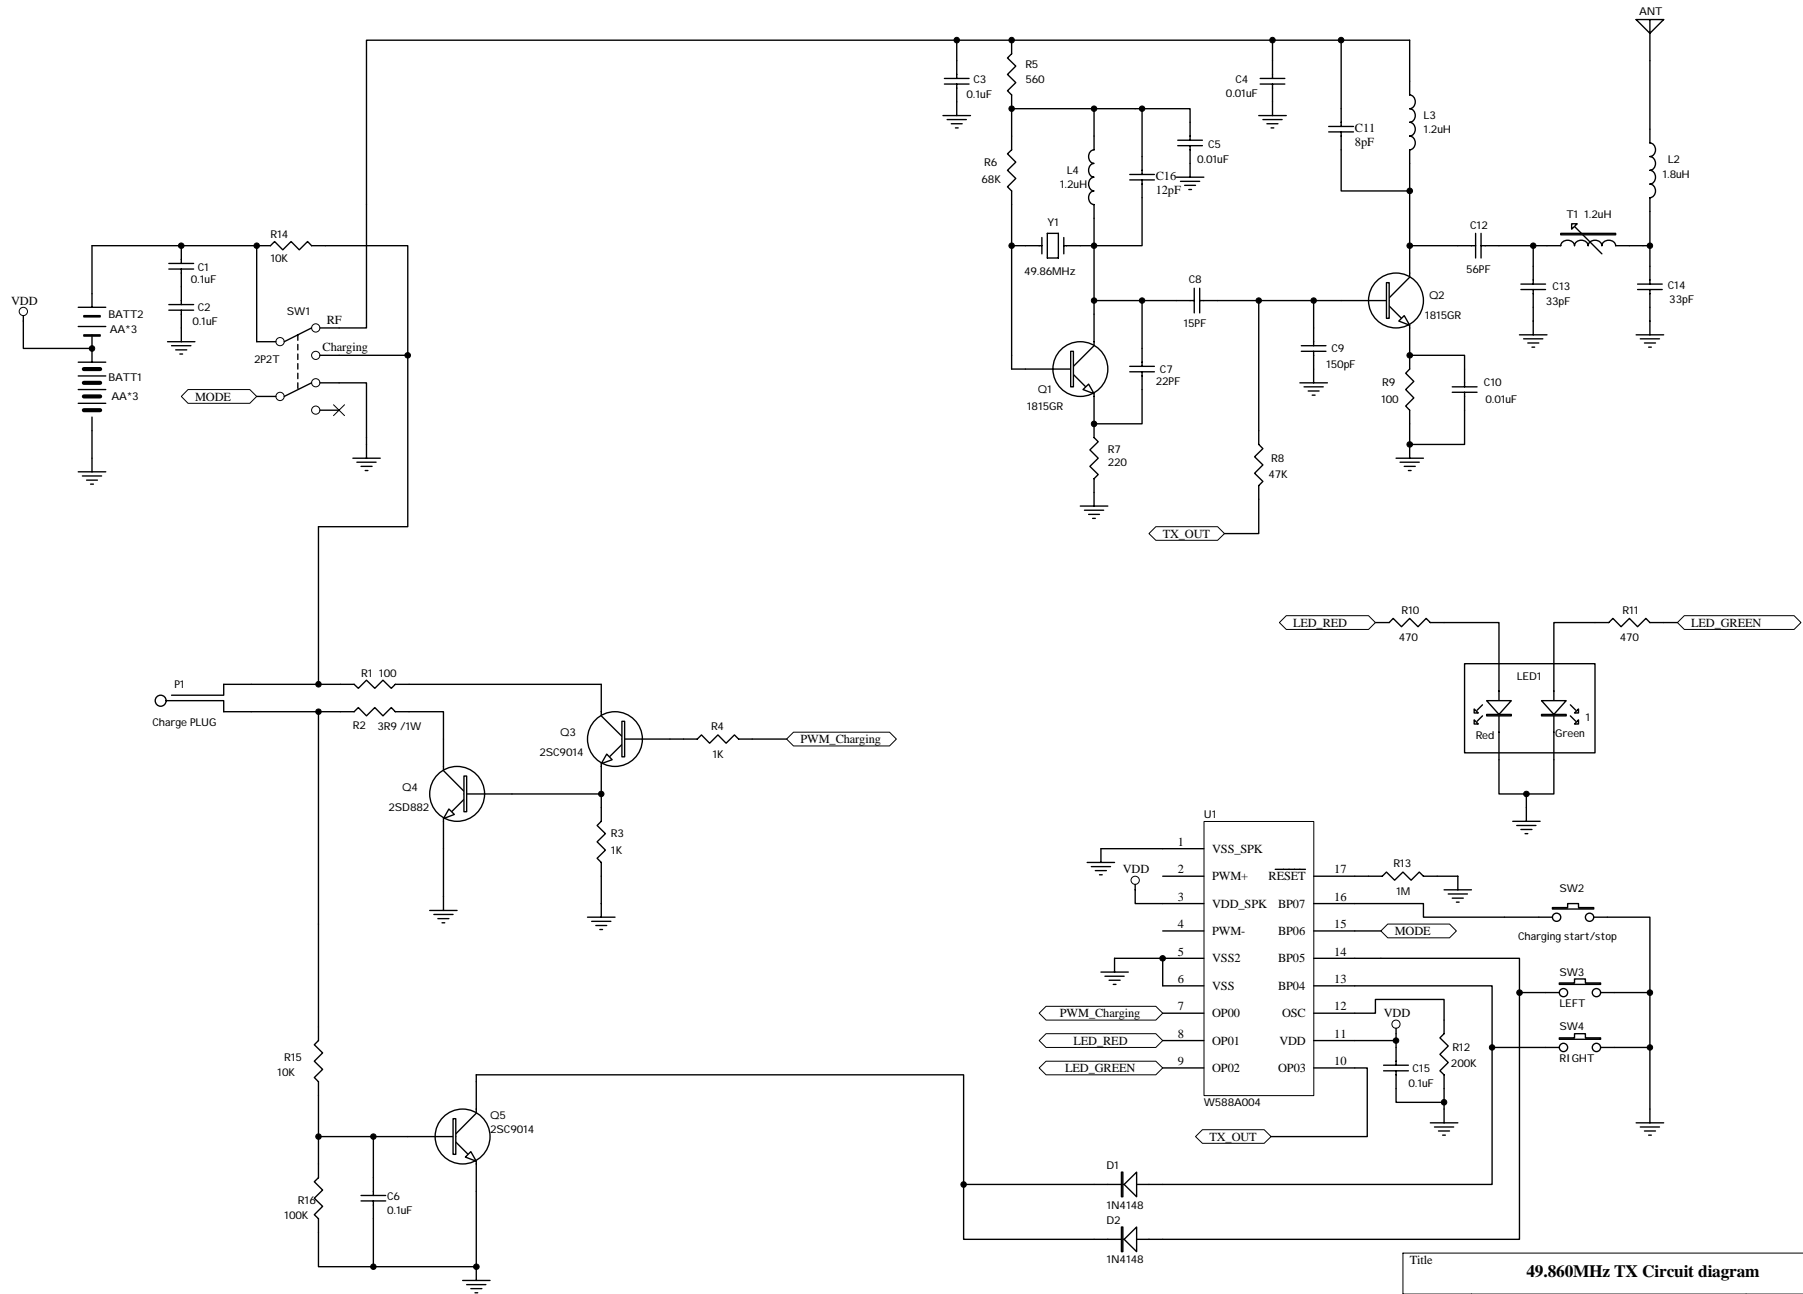 ANT
R5
560
C3
0.1uF
C4
0.01uF
L3
1.2uH
C11
8pF
C5
0.01uF
R6
68K
L4
1.2uH
C16
12pF
L2
1.8uH
Y1
49.86MHz
T1 1.2uH
C12
56PF
C13
33pF
C14
33pF
R14
10K
C1
0.1uF
C2
0.1uF
VDD
BATT2
AA*3
BATT1
AA*3
SW1
RF
Charging
2P2T
MODE
C8
15PF
Q2
1815GR
C9
150pF
C7
22PF
Q1
1815GR
R9
100
C10
0.01uF
R7
220
R8
47K
TX_OUT
LED_RED
R10
470
R11
470
LED_GREEN
LED1
Red
1
Green
P1
Charge PLUG
R1 100
R2 3R9 /1W
Q3
2SC9014
R4
1K
PWM_Charging
Q4
2SD882
R3
1K
U1
1 VSS_SPK
2 PWM+
3 VDD_SPK
4 PWM-
5 VSS2
6 VSS
7 OP00
8 OP01
9 OP02
RESET 17
BP07 16
BP06 15
BP05 14
BP04 13
OSC 12
VDD 11
OP03 10
W588A004
VDD
PWM_Charging
LED_RED
LED_GREEN
TX_OUT
R13
1M
MODE
SW2
Charging start/stop
SW3
LEFT
SW4
RIGHT
VDD
C15
0.1uF
R12
200K
R15
10K
Q5
2SC9014
R16
100K
C6
0.1uF
D1
1N4148
D2
1N4148
Title
49.860MHz TX Circuit diagram